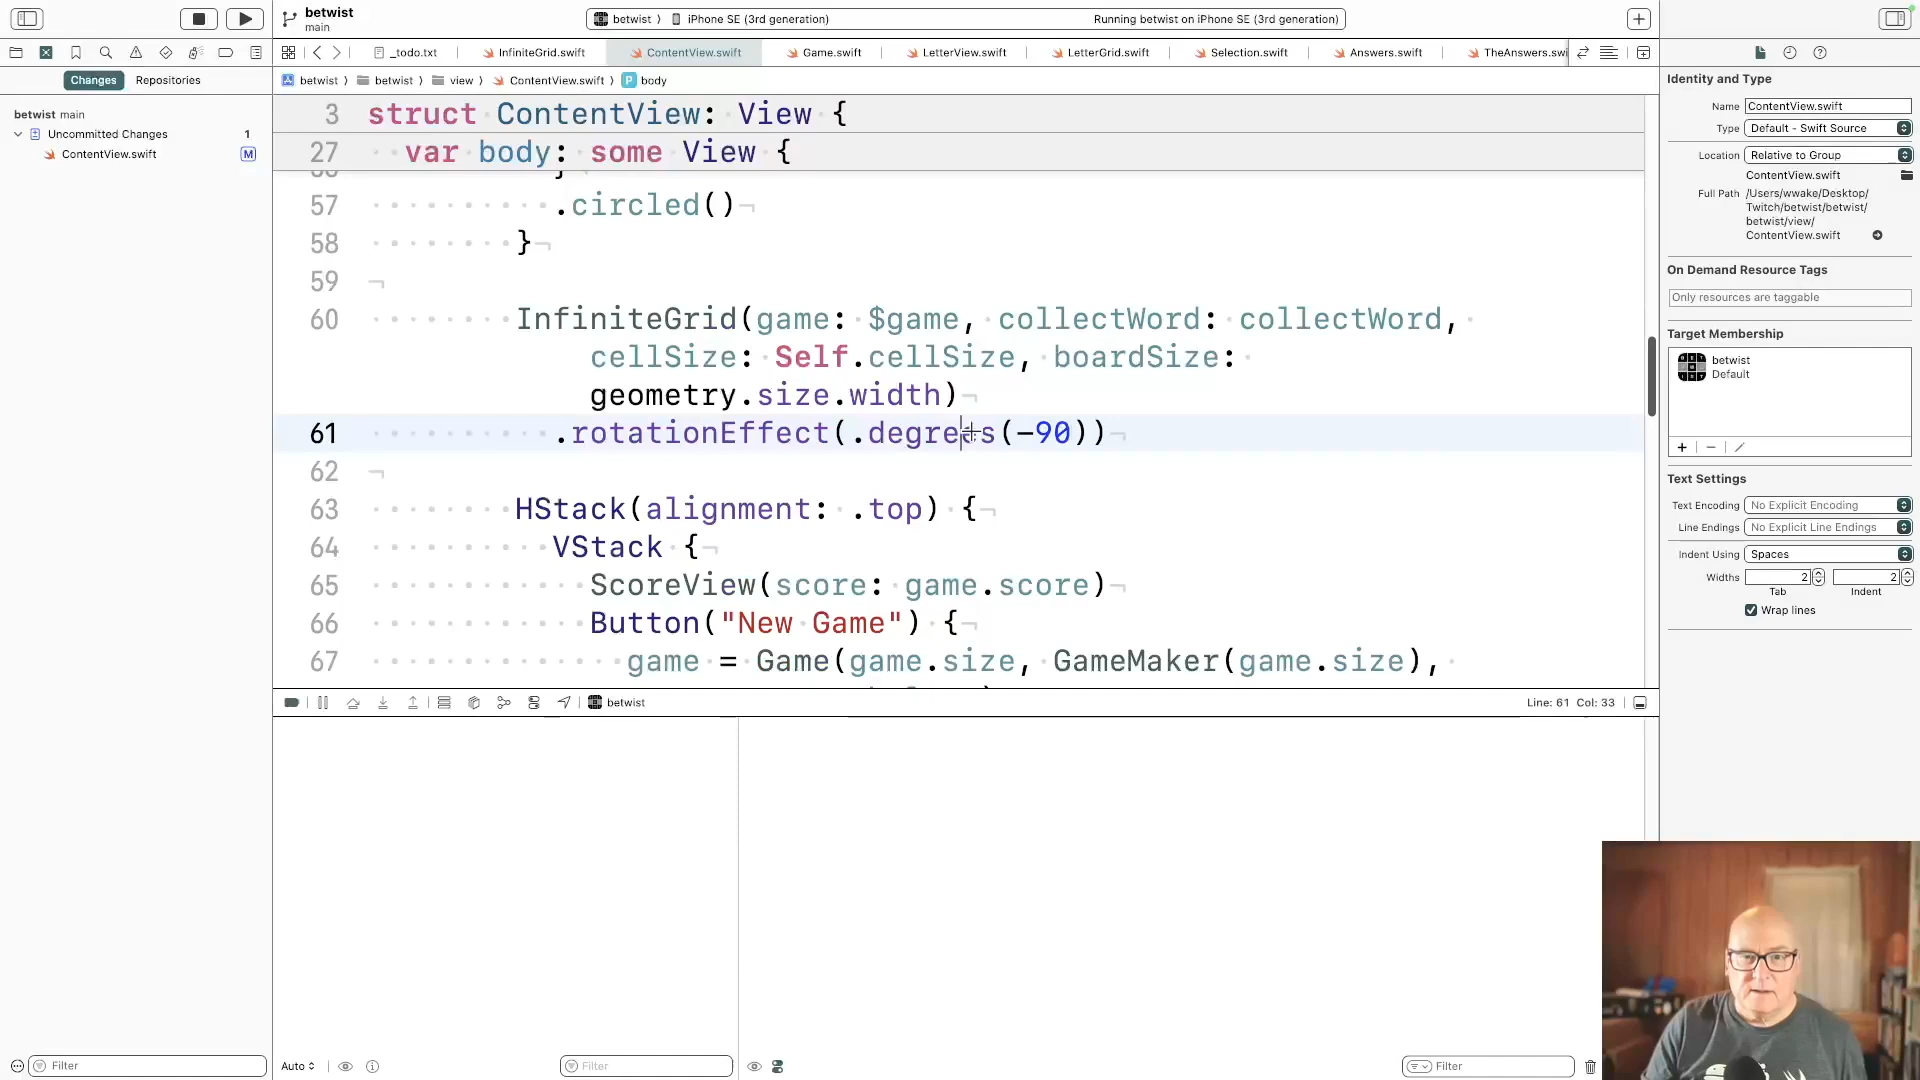 betwist
main
betwist
iPhone SE (3rd generation)
Running betwist on iPhone SE (3rd generation)
_todo.txt
InfiniteGrid.swift
ContentView.swift
Game.swift
LetterView.swift
LetterGrid.swift
Selection.swift
Answers.swift
TheAnswers.swi
Changes
Repositories
betwist
betwist
view
ContentView.swift
P body
betwist main
Uncommitted Changes 1
ContentView.swift M
3 struct ContentView: View {
27 var body: some View {
57 .circled()
58 }
59
60 InfiniteGrid(game: $game, collectWord: collectWord,
cellSize: Self.cellSize, boardSize:
geometry.size.width)
61 .rotationEffect(.degrees(-90))
62
63 HStack(alignment: .top) {
64 VStack {
65 ScoreView(score: game.score)
66 Button("New Game") {
67 game = Game(game.size, GameMaker(game.size),
betwist
Line: 61 Col: 33
Filter
Auto
Filter
Filter
Identity and Type
Name ContentView.swift
Type Default - Swift Source
Location Relative to Group
ContentView.swift
Full Path /Users/wwake/Desktop/
Twitch/betwist/betwist/
betwist/view/
ContentView.swift
On Demand Resource Tags
Only resources are taggable
Target Membership
betwist
Default
Text Settings
Text Encoding No Explicit Encoding
Line Endings No Explicit Line Endings
Indent Using Spaces
Widths 2 2
Tab Indent
Wrap lines